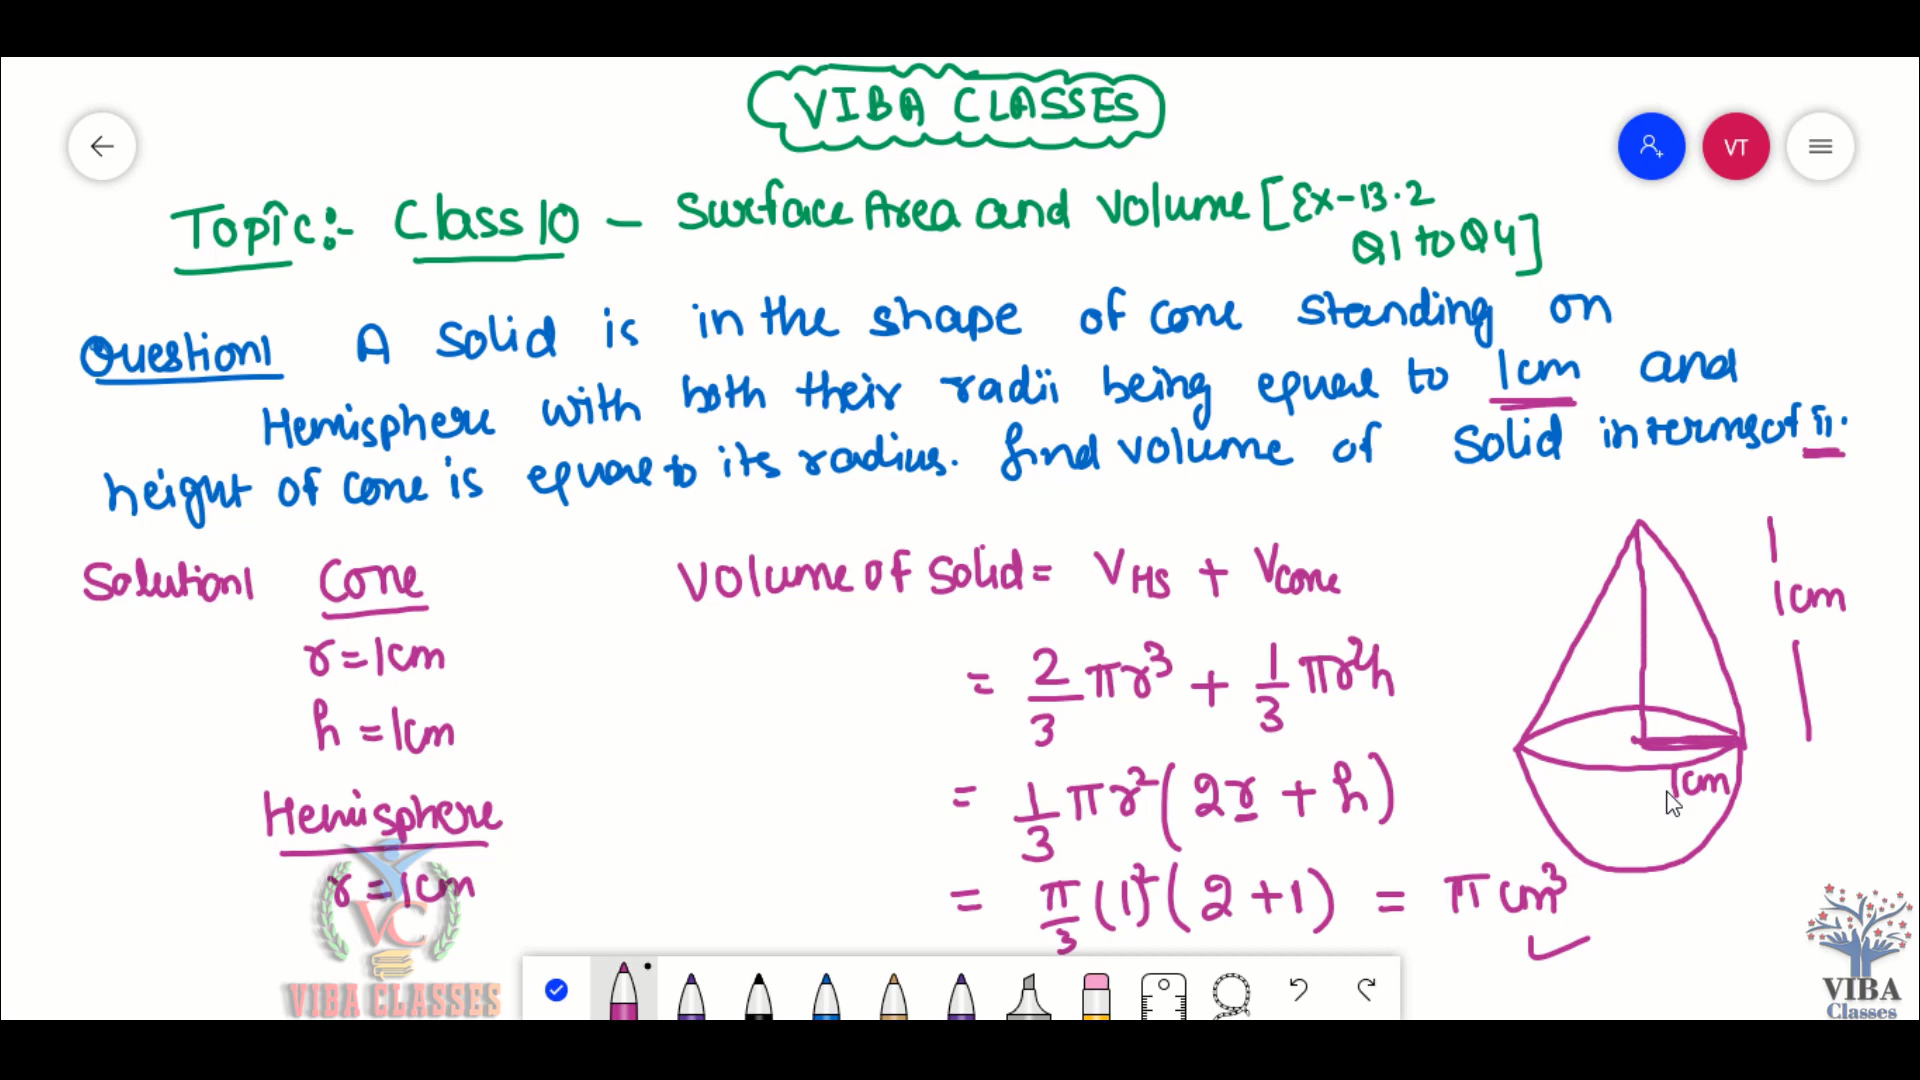 VIBA CLASSES
VT
Topic:- Class 10 - Surface Area and Volume [Ex-13.2
Q1 to Q4]
Question1 A Solid is in the shape of cone standing on
Hemisphere with both their radii being equal to 1cm and
height of cone is equal to its radius. find volume of solid in terms of π.
Solution1 Cone
r=1cm
h=1cm
Hemisphere
r=1cm
Volume of Solid = V_HS + V_Cone
= 2/3 πr³ + 1/3 πr²h
= 1/3 πr² (2r + h)
= π/3 (1)² (2+1) = π cm³
1cm
1cm
VC
VIBA CLASSES
VIBA
Classes